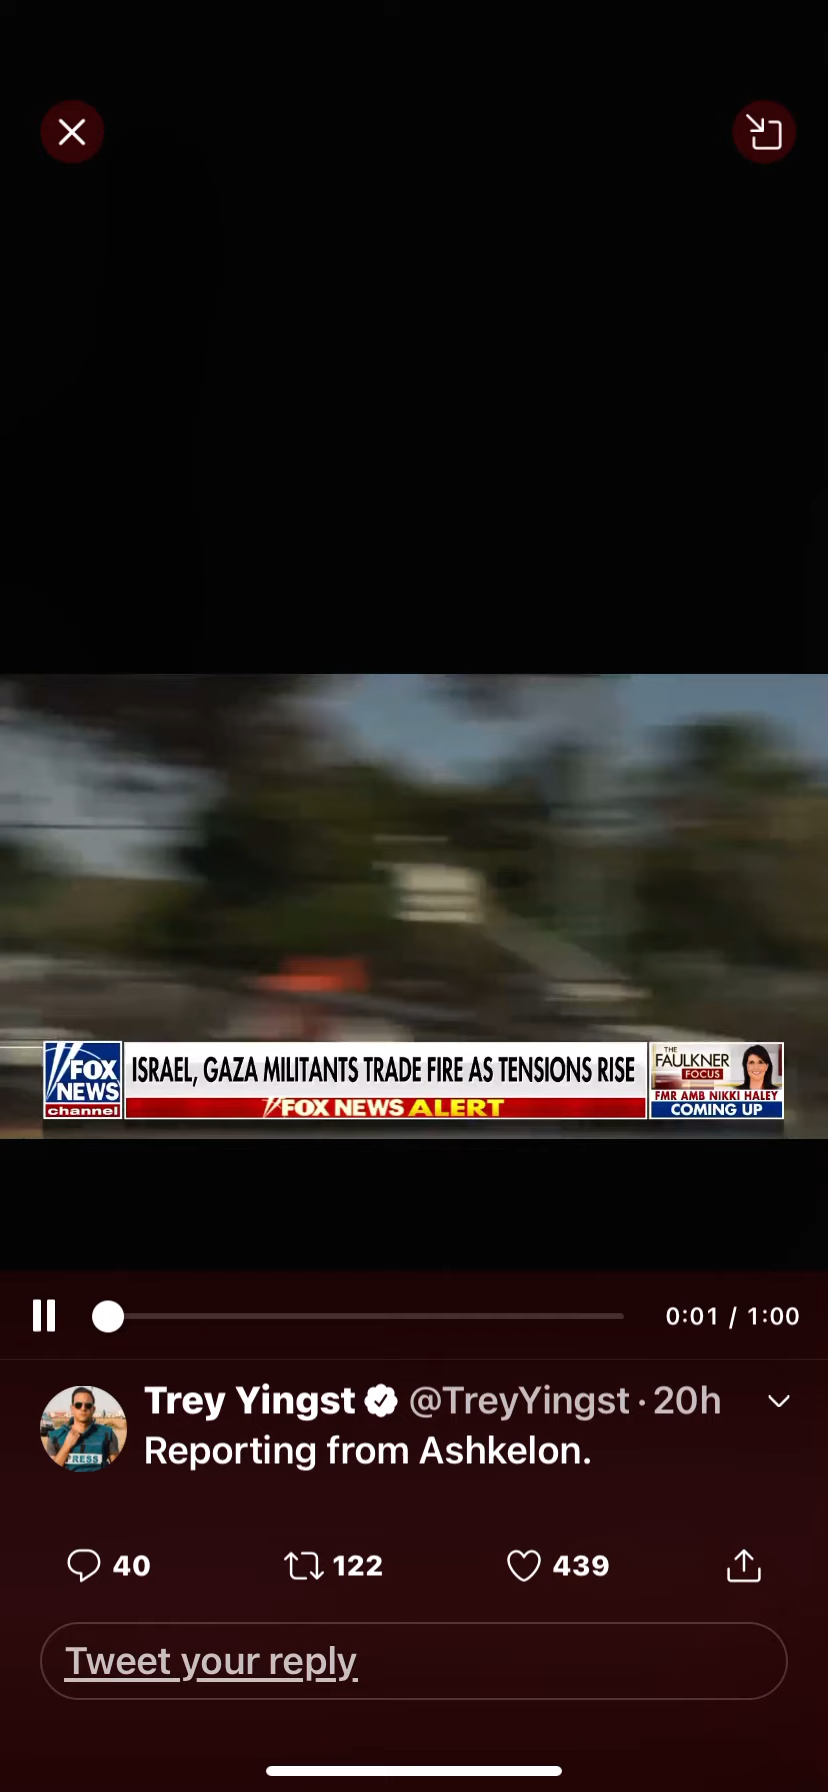 FOX
NEWS
channel
ISRAEL, GAZA MILITANTS TRADE FIRE AS TENSIONS RISE
FOX NEWS ALERT
THE
FAULKNER
FOCUS
FMR AMB NIKKI HALEY
COMING UP
0:01 / 1:00
Trey Yingst @TreyYingst · 20h
PRESS
Reporting from Ashkelon.
40 122 439
Tweet your reply